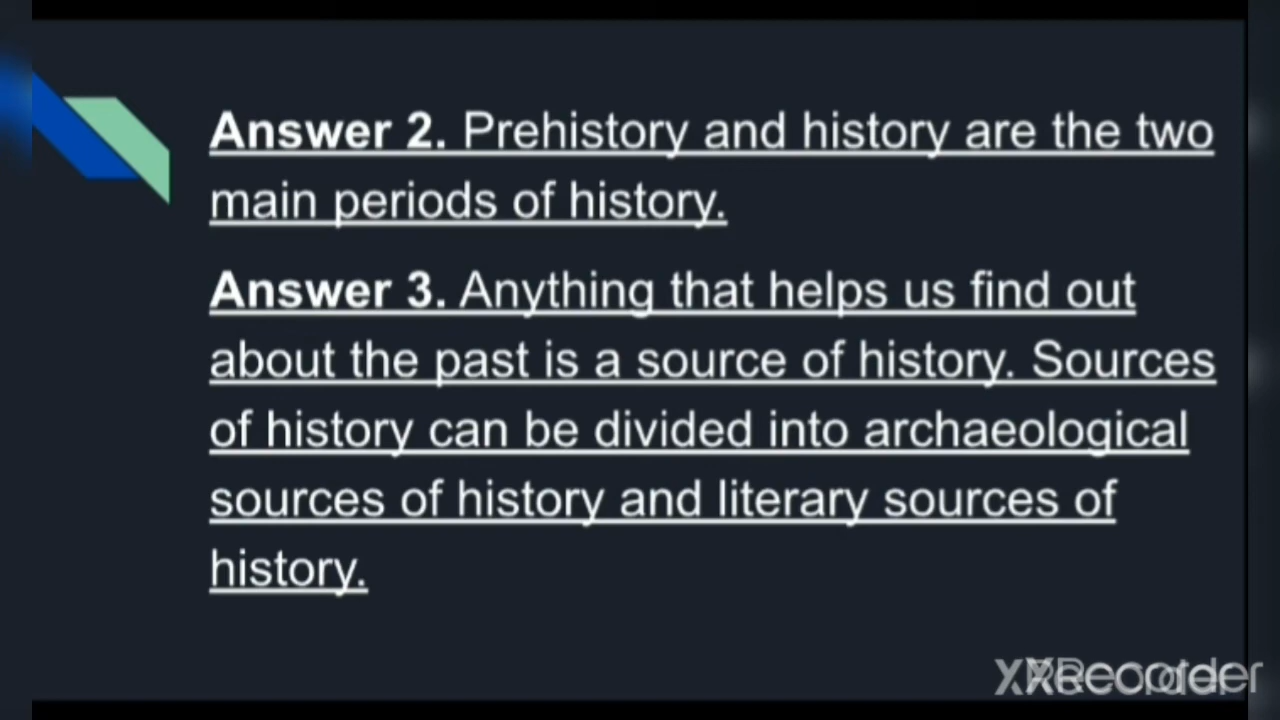 Answer 2. Prehistory and history are the two
main periods of history.
Answer 3. Anything that helps us find out
about the past is a source of history. Sources
of history can be divided into archaeological
sources of history and literary sources of
history.
XRecorder